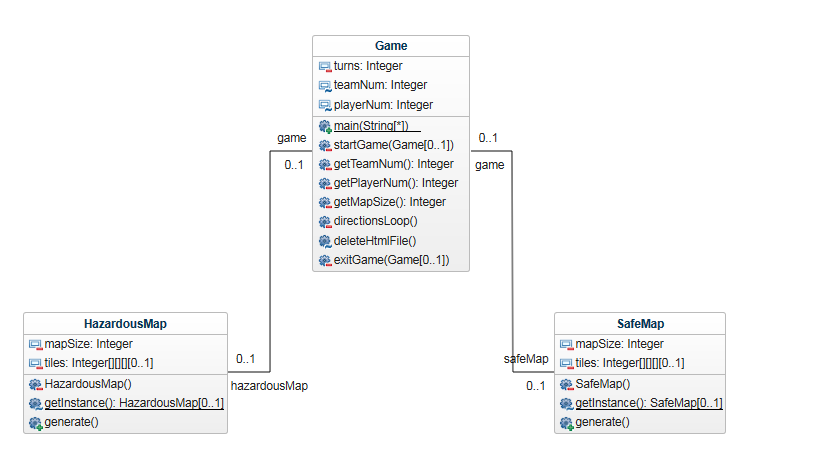 Game
turns: Integer
teamNum: Integer
playerNum: Integer
main(String[*])
startGame(Game[0..1])
getTeamNum(): Integer
getPlayerNum(): Integer
getMapSize(): Integer
directionsLoop()
deleteHtmlFile()
exitGame(Game[0..1])
game
0..1
0..1
game
HazardousMap
mapSize: Integer
tiles: Integer[][][][0..1]
HazardousMap()
getInstance(): HazardousMap[0..1]
generate()
0..1
hazardousMap
safeMap
0..1
SafeMap
mapSize: Integer
tiles: Integer[][][][0..1]
SafeMap()
getInstance(): SafeMap[0..1]
generate()